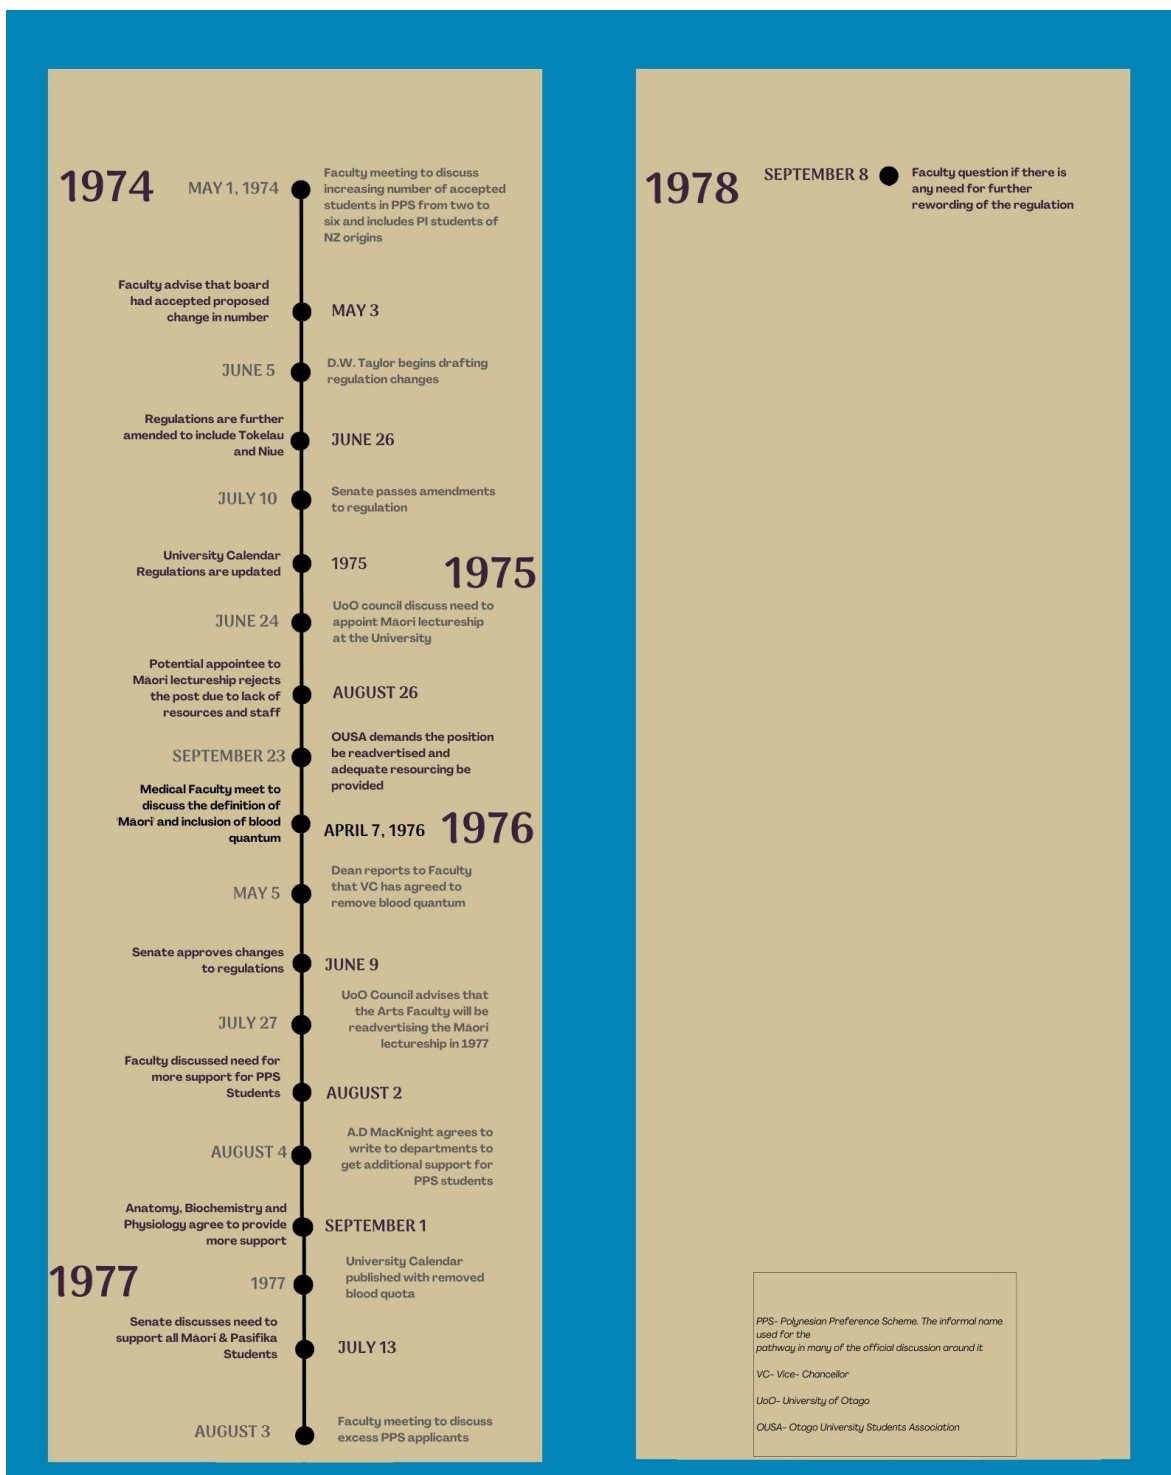 1974
MAY 1, 1974
Faculty meeting to discuss
increasing number of accepted
students in PPS from two to
six and includes PI students of
NZ origins
Faculty advise that board
had accepted proposed
change in number
MAY 3
JUNE 5
D.W. Taylor begins drafting
regulation changes
Regulations are further
amended to include Tokelau
and Niue
JUNE 26
JULY 10
Senate passes amendments
to regulation
University Calendar
Regulations are updated
1975
1975
JUNE 24
UoO council discuss need to
appoint Māori lectureship
at the University
Potential appointee to
Māori lectureship rejects
the post due to lack of
resources and staff
AUGUST 26
SEPTEMBER 23
OUSA demands the position
be readvertised and
adequate resourcing be
provided
Medical Faculty meet to
discuss the definition of
'Māori' and inclusion of blood
quantum
APRIL 7, 1976
1976
MAY 5
Dean reports to Faculty
that VC has agreed to
remove blood quantum
Senate approves changes
to regulations
JUNE 9
JULY 27
UoO Council advises that
the Arts Faculty will be
readvertising the Māori
lectureship in 1977
Faculty discussed need for
more support for PPS
Students
AUGUST 2
AUGUST 4
A.D MacKnight agrees to
write to departments to
get additional support for
PPS students
Anatomy, Biochemistry and
Physiology agree to provide
more support
SEPTEMBER 1
1977
1977
University Calendar
published with removed
blood quota
Senate discusses need to
support all Māori & Pasifika
Students
JULY 13
AUGUST 3
Faculty meeting to discuss
excess PPS applicants
1978
SEPTEMBER 8
Faculty question if there is
any need for further
rewording of the regulation
PPS- Polynesian Preference Scheme. The informal name
used for the
pathway in many of the official discussion around it
VC- Vice- Chancellor
UoO- University of Otago
OUSA- Otago University Students Association